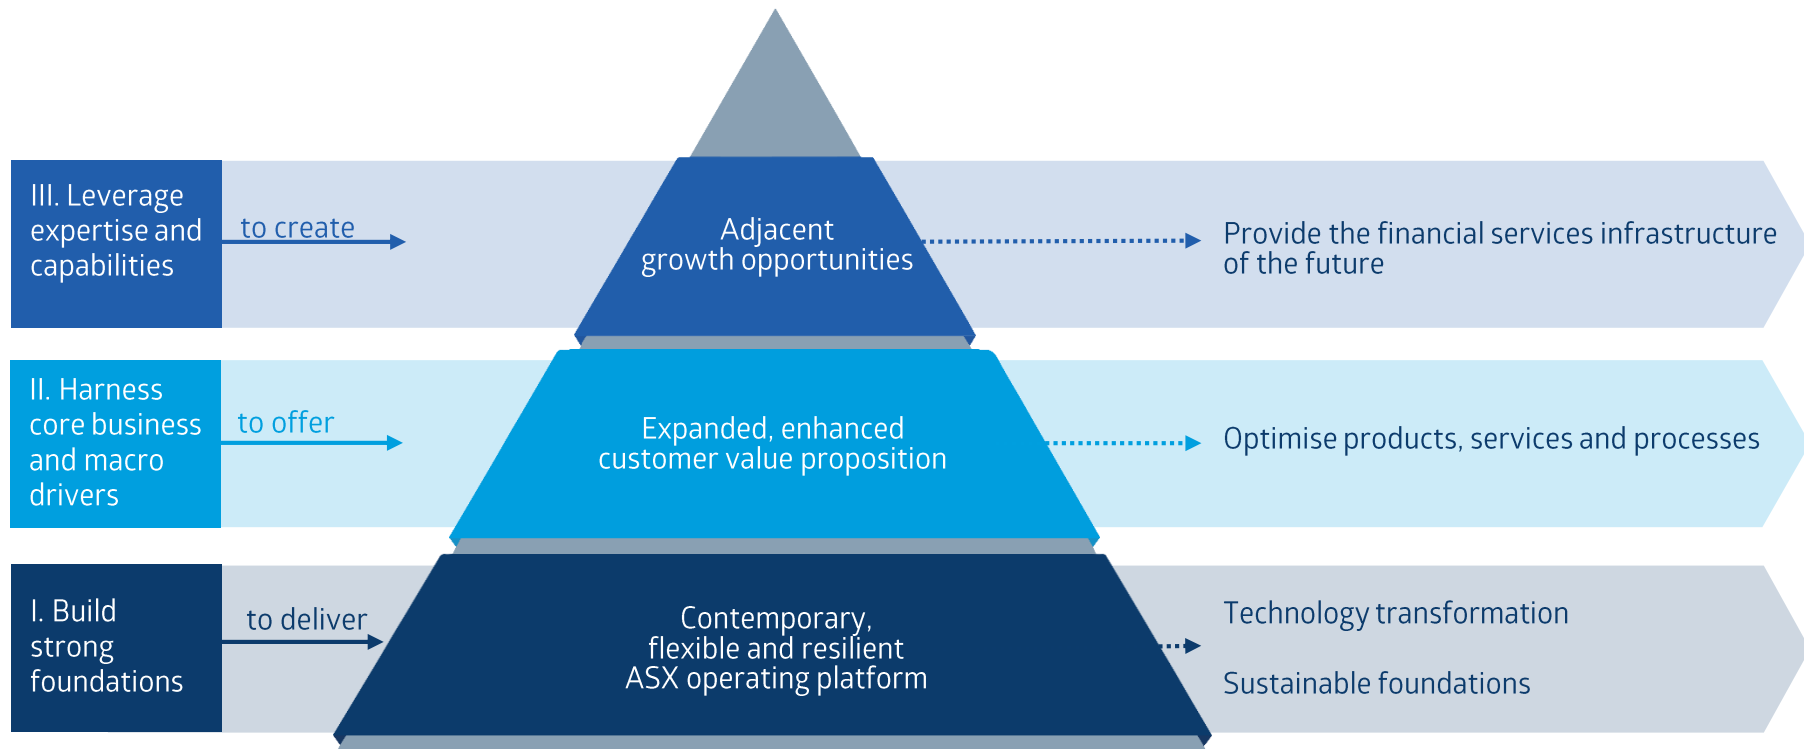 III. Leverage
expertise and
capabilities
to create
Adjacent
growth opportunities
Provide the financial services infrastructure
of the future
II. Harness
core business
and macro
drivers
to offer
Expanded, enhanced
customer value proposition
Optimise products, services and processes
I. Build
strong
foundations
to deliver
Contemporary,
flexible and resilient
ASX operating platform
Technology transformation
Sustainable foundations